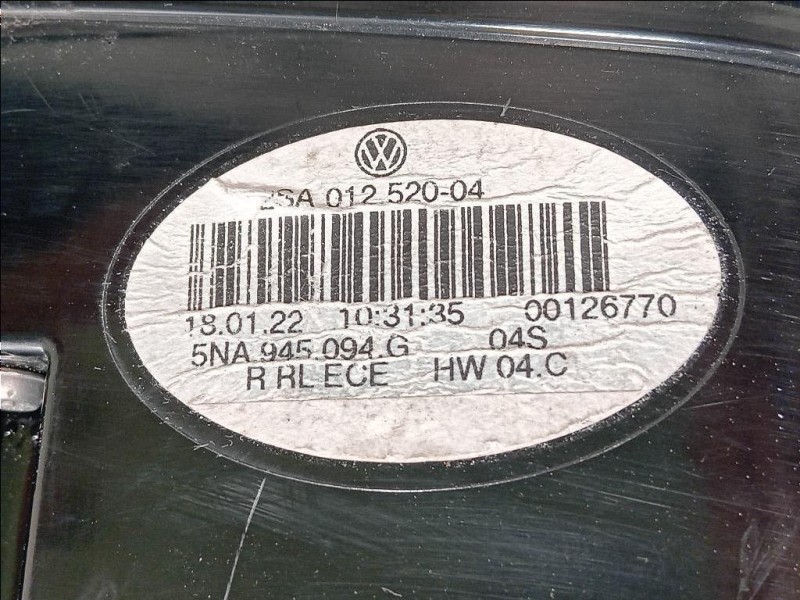 VW
2SA 012 520-04
18.01.22 10:31:35 00126770
5NA 945 094 G 04S
R RL ECE HW 04.C